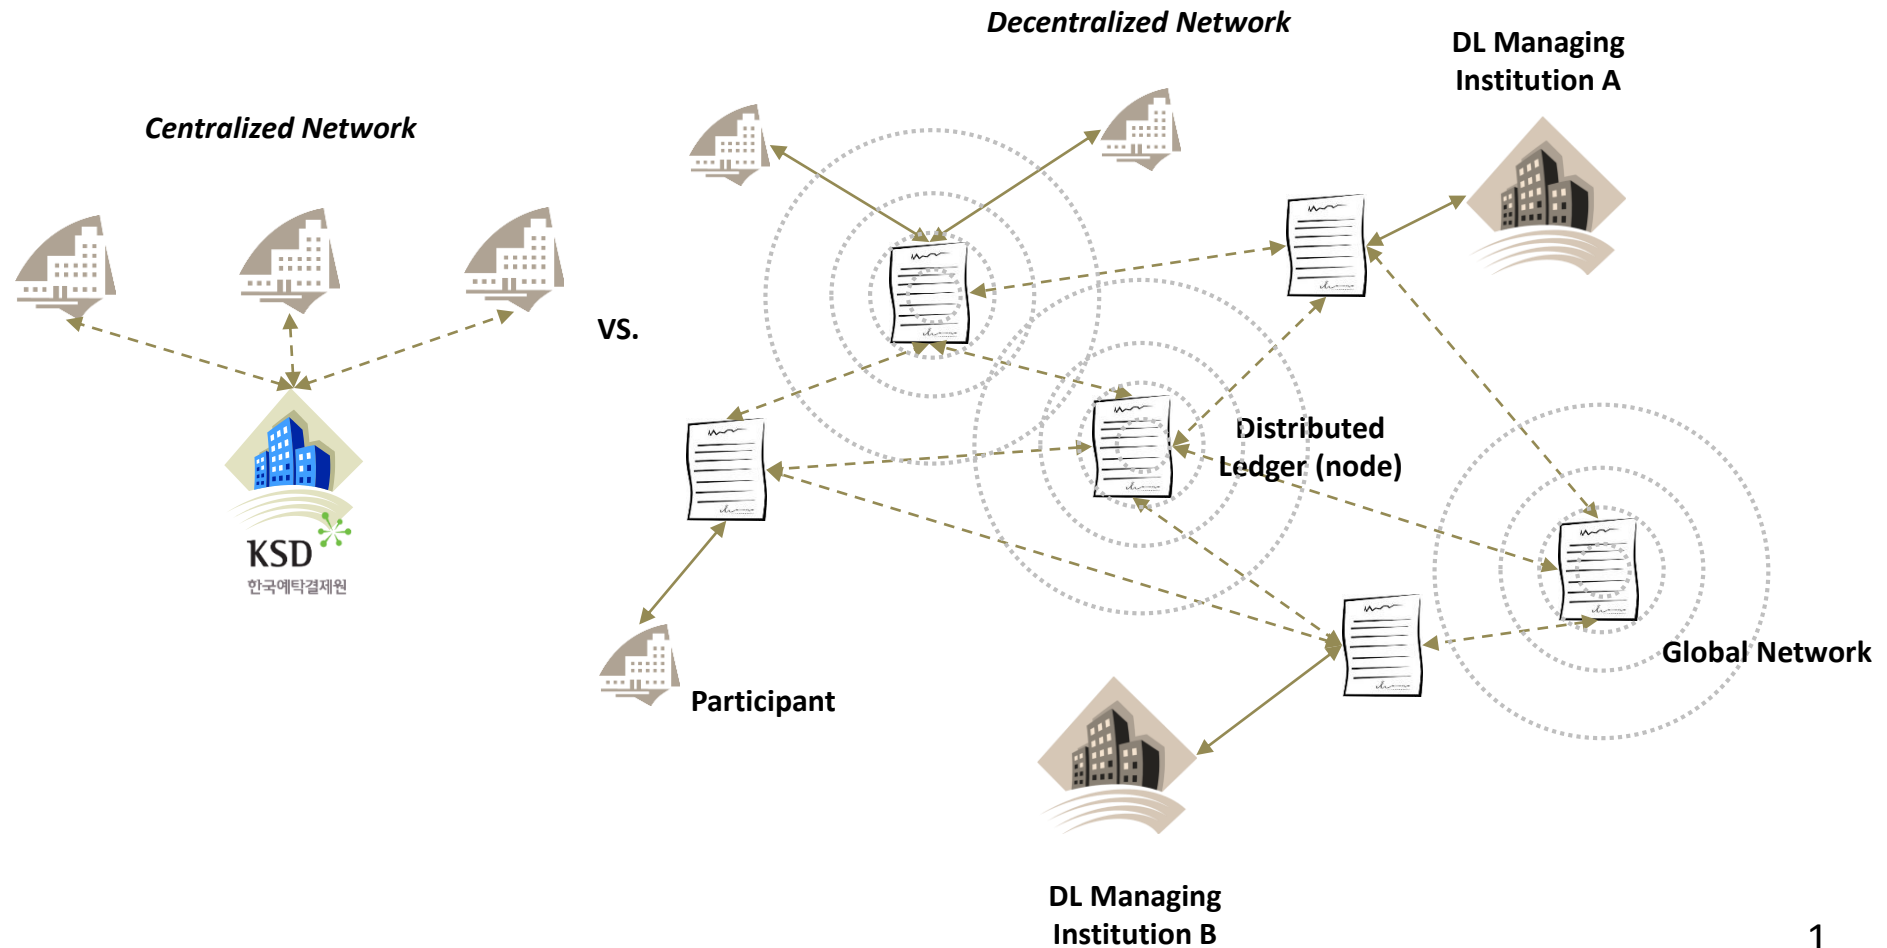 Decentralized Network
DL Managing
Institution A
Centralized Network
VS.
Distributed
Ledger (node)
KSD
한국예탁결제원
Global Network
Participant
DL Managing
Institution B
1